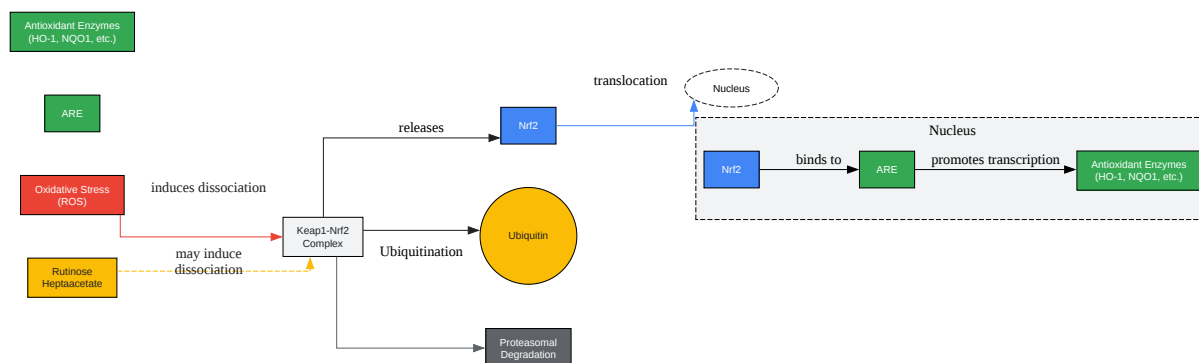 Antioxidant Enzymes
(HO-1, NQO1, etc.)
ARE
Oxidative Stress
(ROS)
induces dissociation
Rutinose
Heptaacetate
may induce
dissociation
Keap1-Nrf2
Complex
releases
Nrf2
translocation
Nucleus
Ubiquitination
Ubiquitin
Proteasomal
Degradation
Nucleus
Nrf2
binds to
ARE
promotes transcription
Antioxidant Enzymes
(HO-1, NQO1, etc.)